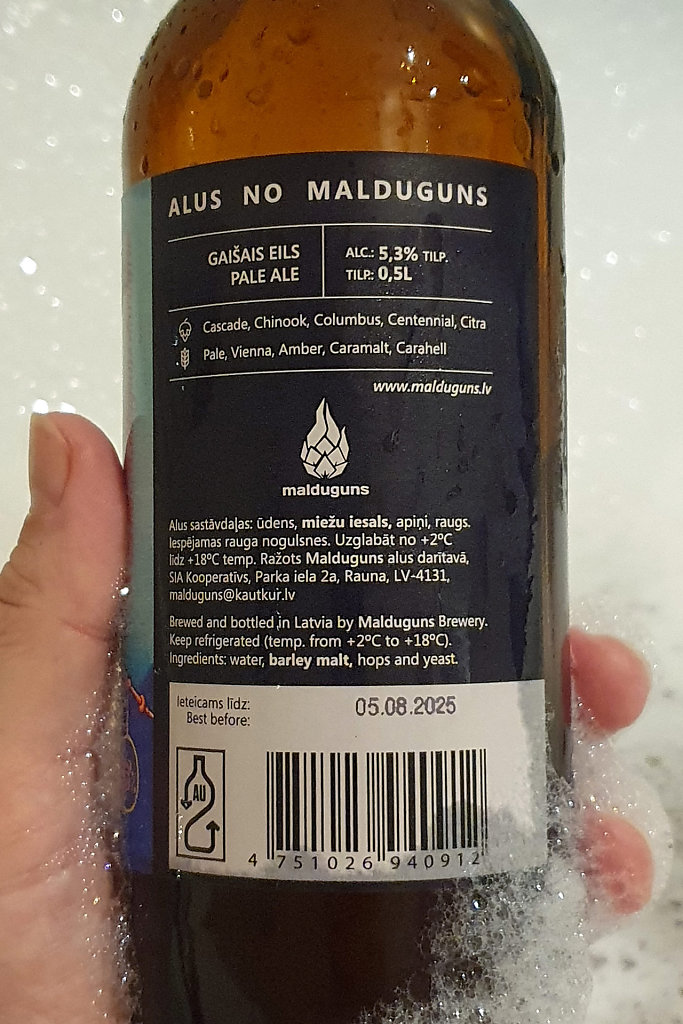 ALUS NO MALDUGUNS
GAIŠAIS EILS
PALE ALE
ALC.: 5,3% TILP.
TILP.: 0,5L
Cascade, Chinook, Columbus, Centennial, Citra
Pale, Vienna, Amber, Caramalt, Carahell
www.malduguns.lv
malduguns
Alus sastāvdaļas: ūdens, miežu iesals, apiņi, raugs.
Iespējamas rauga nogulsnes. Uzglabāt no +2ºC
līdz +18ºC temp. Ražots Malduguns alus darītavā,
SIA Kooperatīvs, Parka iela 2a, Rauna, LV-4131,
malduguns@kautkur.lv
Brewed and bottled in Latvia by Malduguns Brewery.
Keep refrigerated (temp. from +2ºC to +18ºC).
Ingredients: water, barley malt, hops and yeast.
Ieteicams līdz:
Best before:
05.08.2025
AU
4 751026 940912